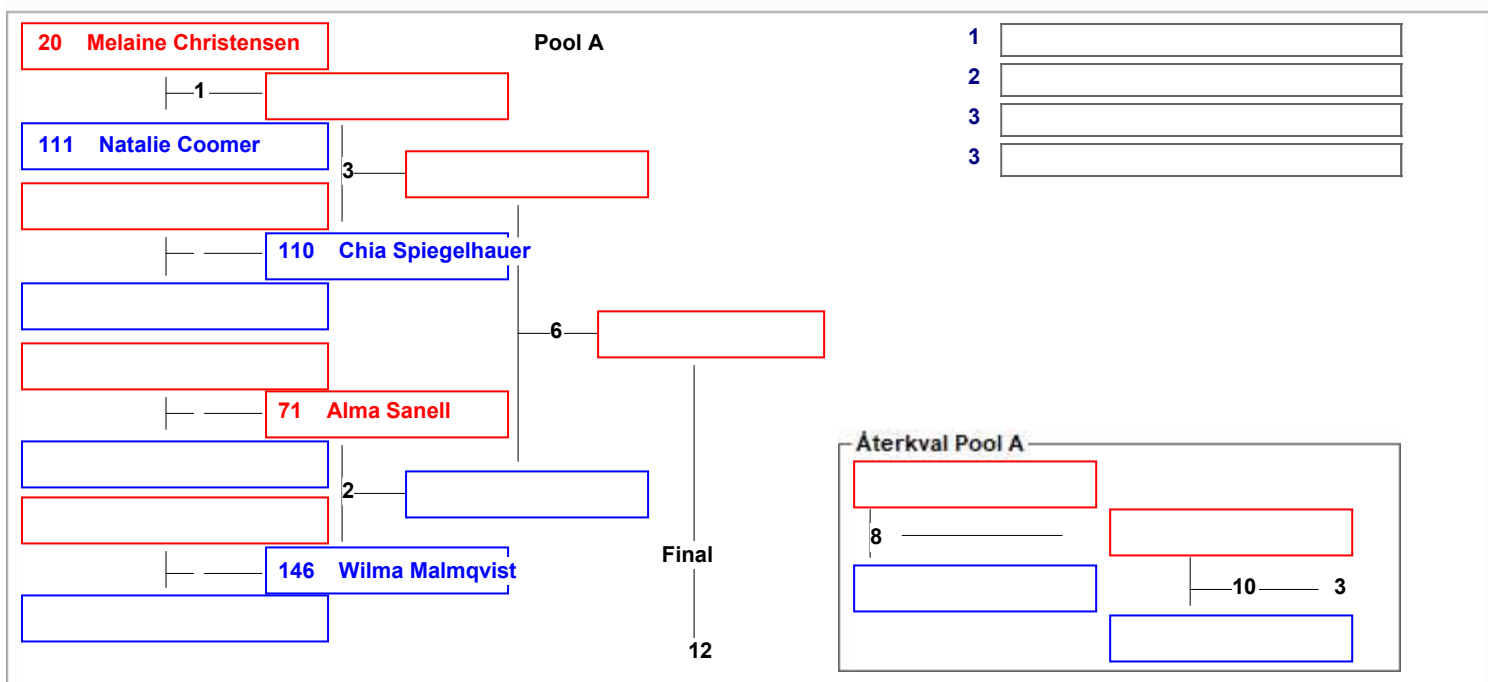 20 Melaine Christensen
Pool A
1
111 Natalie Coomer
3
110 Chia Spiegelhauer
6
71 Alma Sanell
2
146 Wilma Malmqvist
Final
12
1
2
3
3
Återkval Pool A
8
10 3